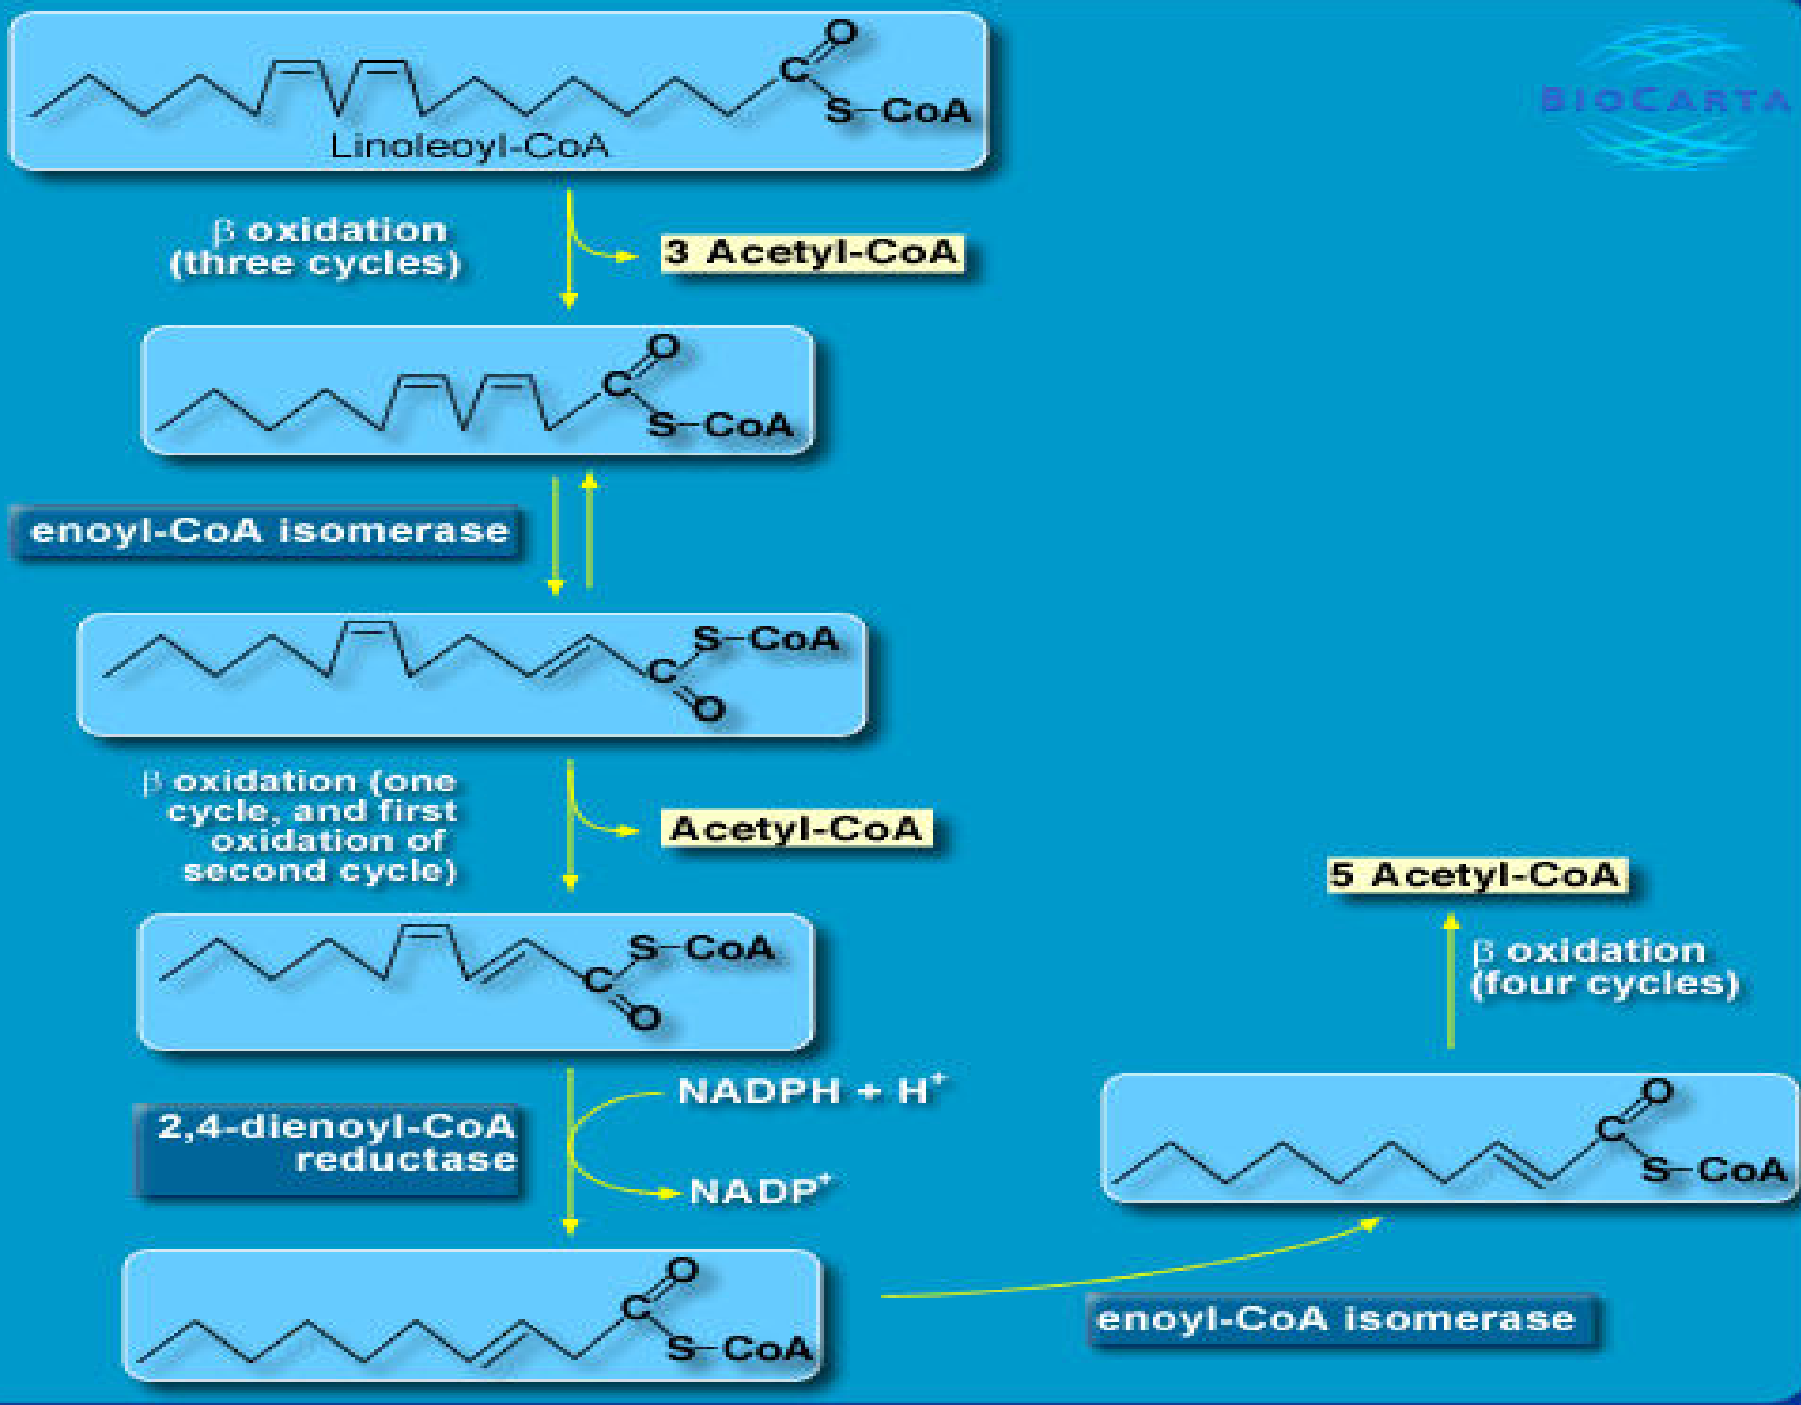 BIOCARTA
O
C
S-CoA
Linoleoyl-CoA
β oxidation
(three cycles)
3 Acetyl-CoA
O
C
S-CoA
enoyl-CoA isomerase
S-CoA
C
O
β oxidation (one
cycle, and first
oxidation of
second cycle)
Acetyl-CoA
S-CoA
C
O
2,4-dienoyl-CoA
reductase
NADPH + H⁺
NADP⁺
O
C
S-CoA
enoyl-CoA isomerase
O
C
S-CoA
β oxidation
(four cycles)
5 Acetyl-CoA